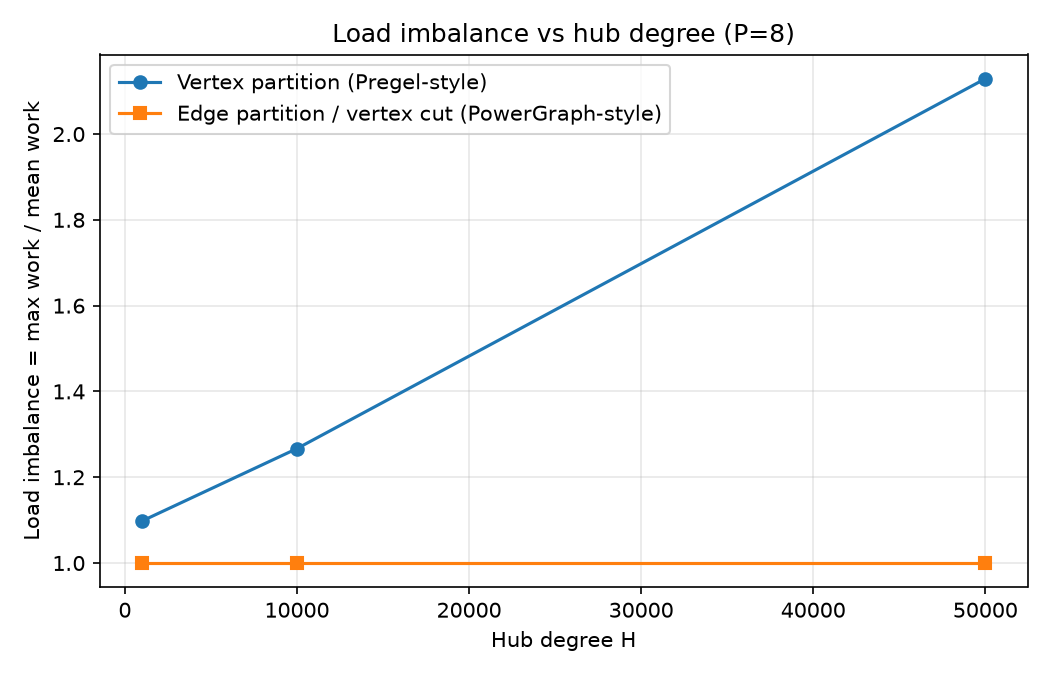 Load imbalance vs hub degree (P=8)
Vertex partition (Pregel-style)
Edge partition / vertex cut (PowerGraph-style)
Load imbalance = max work / mean work
2.0
1.8
1.6
1.4
1.2
1.0
0 10000 20000 30000 40000 50000
Hub degree H